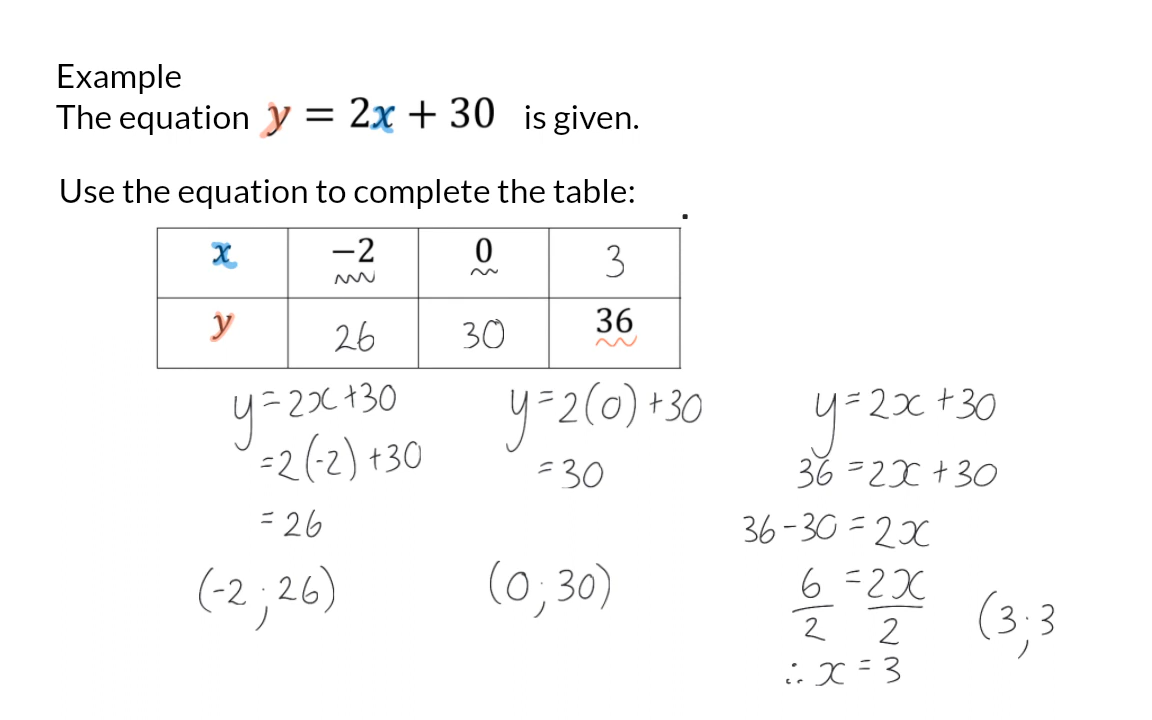 Example
The equation y = 2x + 30 is given.
Use the equation to complete the table:
x −2 0 3
y 26 30 36
y = 2x + 30
= 2(-2) + 30
= 26
(-2 ; 26)
y = 2(0) + 30
= 30
(0 ; 30)
y = 2x + 30
36 = 2x + 30
36 - 30 = 2x
6/2 = 2x/2
∴ x = 3
(3 ; 3